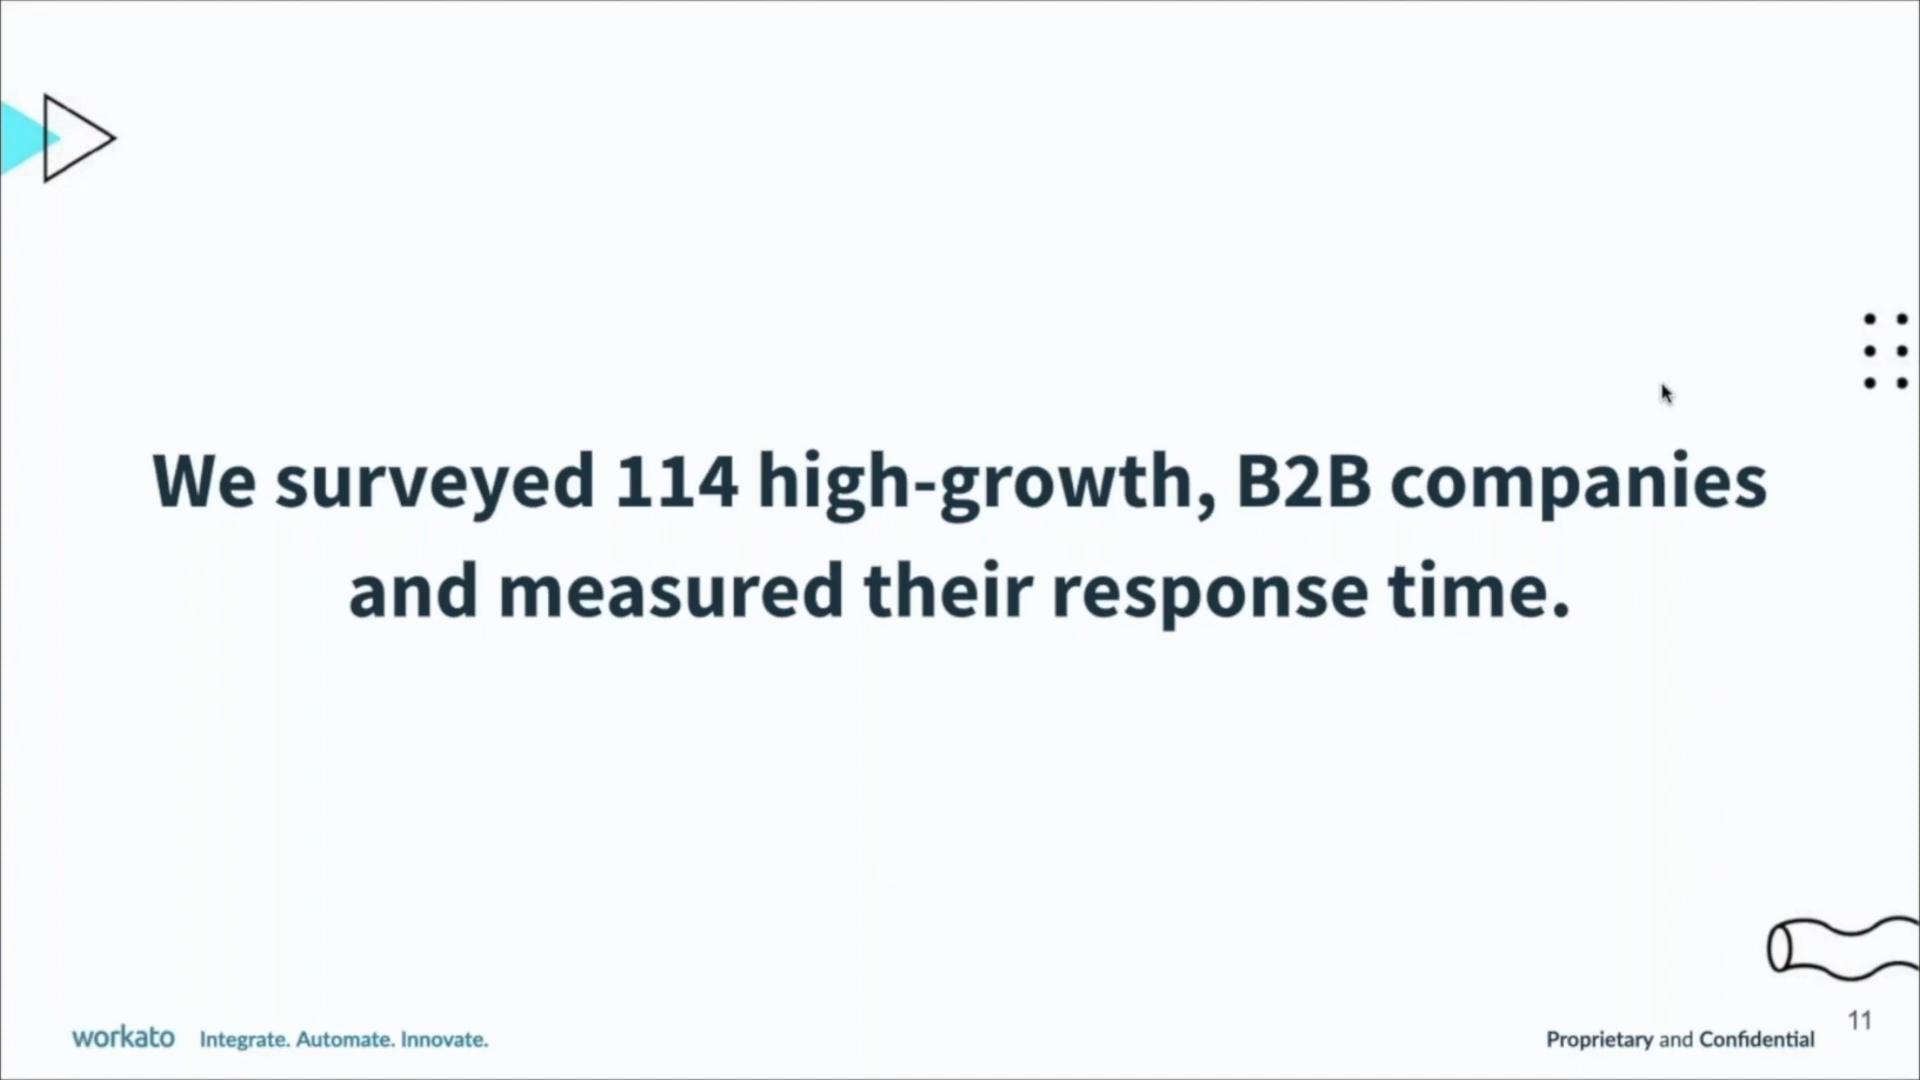 We surveyed 114 high-growth, B2B companies
and measured their response time.
workato Integrate. Automate. Innovate.
Proprietary and Confidential
11